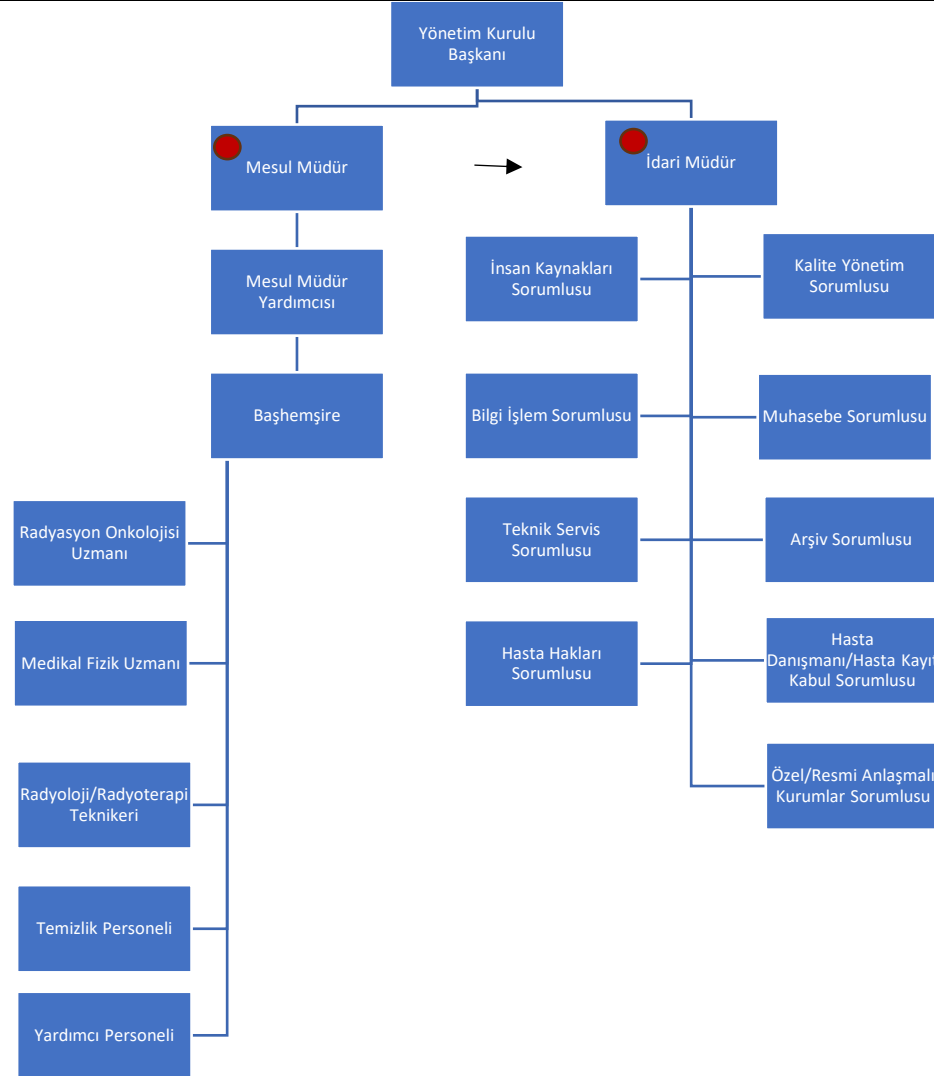 Yönetim Kurulu
Başkanı
Mesul Müdür
İdari Müdür
Mesul Müdür
Yardımcısı
İnsan Kaynakları
Sorumlusu
Kalite Yönetim
Sorumlusu
Başhemşire
Bilgi İşlem Sorumlusu
Muhasebe Sorumlusu
Radyasyon Onkolojisi
Uzmanı
Teknik Servis
Sorumlusu
Arşiv Sorumlusu
Medikal Fizik Uzmanı
Hasta Hakları
Sorumlusu
Hasta
Danışmanı/Hasta Kayıt
Kabul Sorumlusu
Radyoloji/Radyoterapi
Teknikeri
Özel/Resmi Anlaşmalı
Kurumlar Sorumlusu
Temizlik Personeli
Yardımcı Personeli